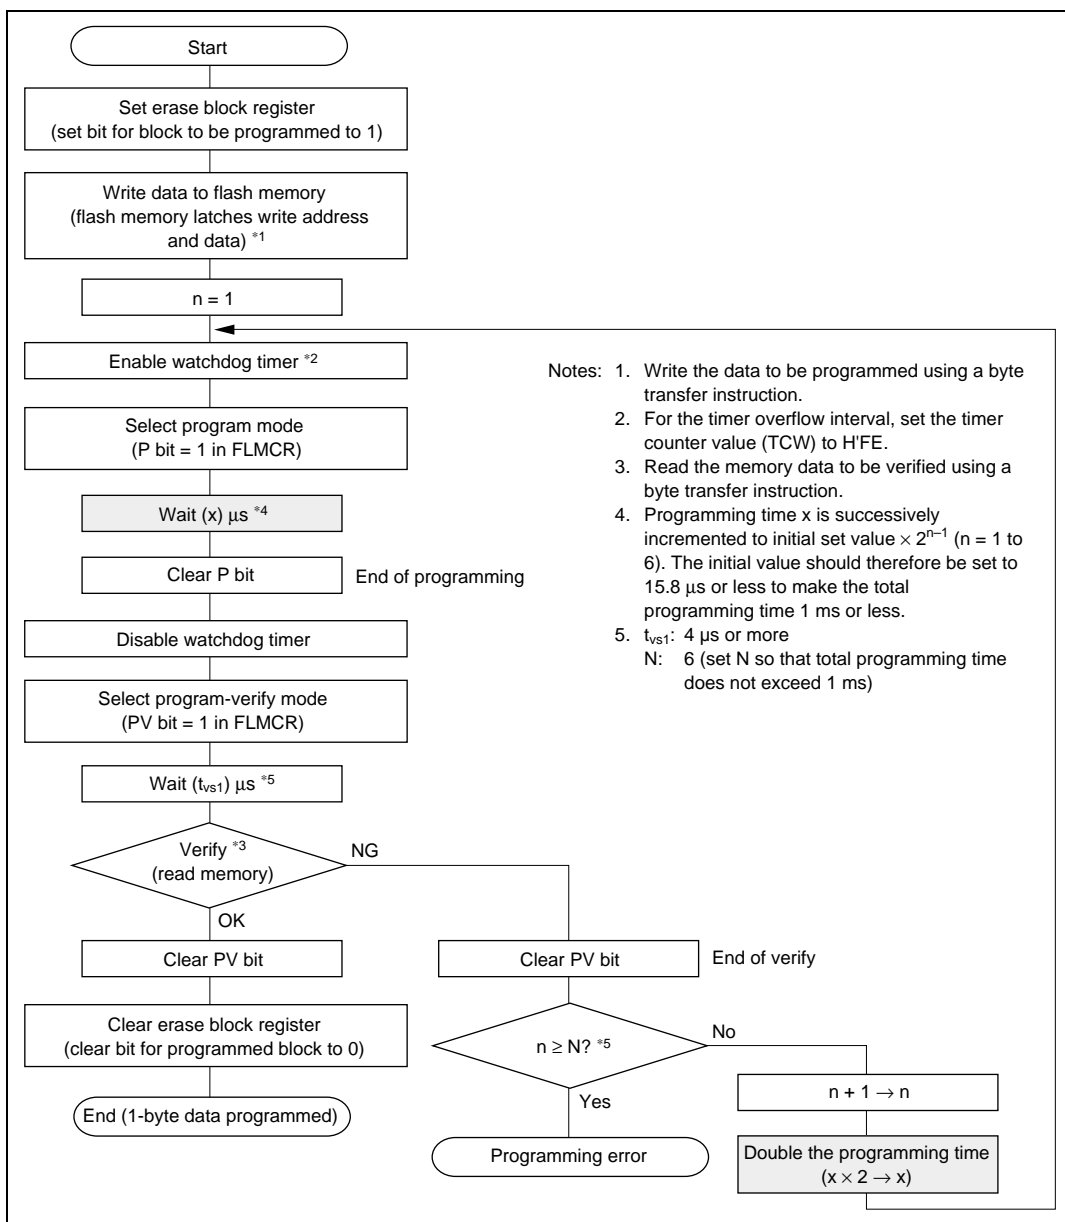 Start
Set erase block register
(set bit for block to be programmed to 1)
Write data to flash memory
(flash memory latches write address
and data) *1
n = 1
Enable watchdog timer *2
Select program mode
(P bit = 1 in FLMCR)
Wait (x) μs *4
Clear P bit
End of programming
Disable watchdog timer
Select program-verify mode
(PV bit = 1 in FLMCR)
Wait (tvs1) μs *5
Verify *3
(read memory)
NG
OK
Clear PV bit
Clear erase block register
(clear bit for programmed block to 0)
End (1-byte data programmed)
Clear PV bit
End of verify
n ≥ N? *5
No
Yes
Programming error
n + 1 → n
Double the programming time
(x × 2 → x)
Notes: 1. Write the data to be programmed using a byte
transfer instruction.
2. For the timer overflow interval, set the timer
counter value (TCW) to H'FE.
3. Read the memory data to be verified using a
byte transfer instruction.
4. Programming time x is successively
incremented to initial set value × 2^n–1 (n = 1 to
6). The initial value should therefore be set to
15.8 μs or less to make the total
programming time 1 ms or less.
5. tvs1: 4 μs or more
N: 6 (set N so that total programming time
does not exceed 1 ms)